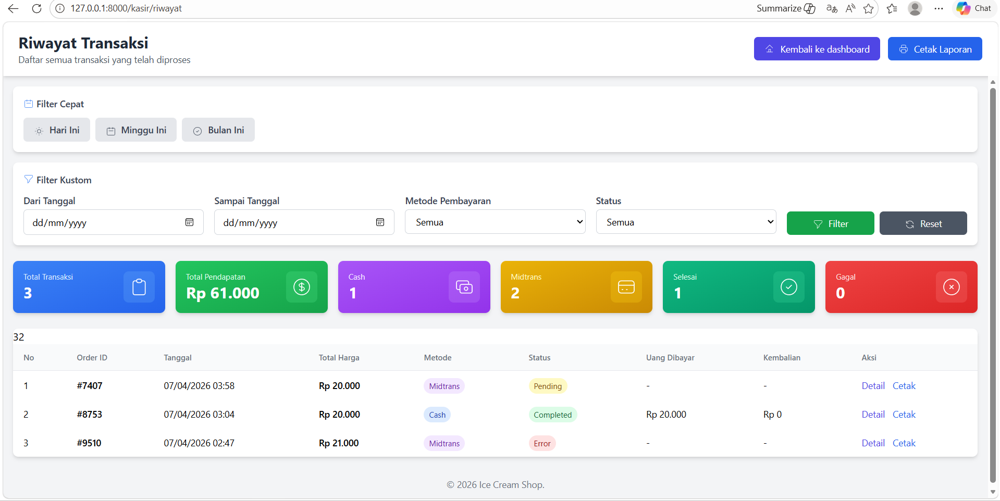 127.0.0.1:8000/kasir/riwayat Summarize Chat
Riwayat Transaksi
Daftar semua transaksi yang telah diproses
Kembali ke dashboard Cetak Laporan
Filter Cepat
Hari Ini Minggu Ini Bulan Ini
Filter Kustom
Dari Tanggal Sampai Tanggal Metode Pembayaran Status
dd/mm/yyyy dd/mm/yyyy Semua Semua Filter Reset
Total Transaksi Total Pendapatan Cash Midtrans Selesai Gagal
3 Rp 61.000 1 2 1 0
32
No Order ID Tanggal Total Harga Metode Status Uang Dibayar Kembalian Aksi
1 #7407 07/04/2026 03:58 Rp 20.000 Midtrans Pending - - Detail Cetak
2 #8753 07/04/2026 03:04 Rp 20.000 Cash Completed Rp 20.000 Rp 0 Detail Cetak
3 #9510 07/04/2026 02:47 Rp 21.000 Midtrans Error - - Detail Cetak
© 2026 Ice Cream Shop.